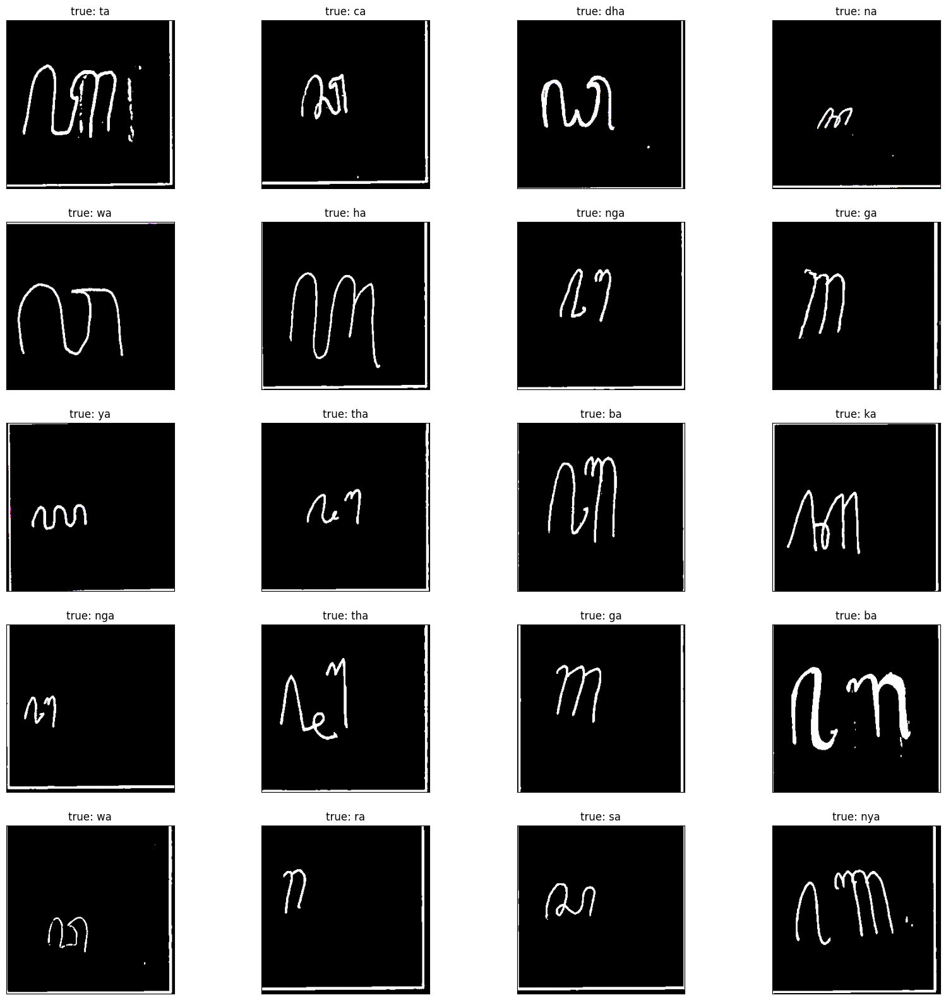 true: ta true: ca true: dha true: na
ꦠ ꦕ ꦝ ꦤ
true: wa true: ha true: nga true: ga
ꦮ ꦲ ꦔ ꦒ
true: ya true: tha true: ba true: ka
ꦪ ꦛ ꦧ ꦏ
true: nga true: tha true: ga true: ba
ꦔ ꦛ ꦒ ꦧ
true: wa true: ra true: sa true: nya
ꦮ ꦫ ꦱ ꦚ